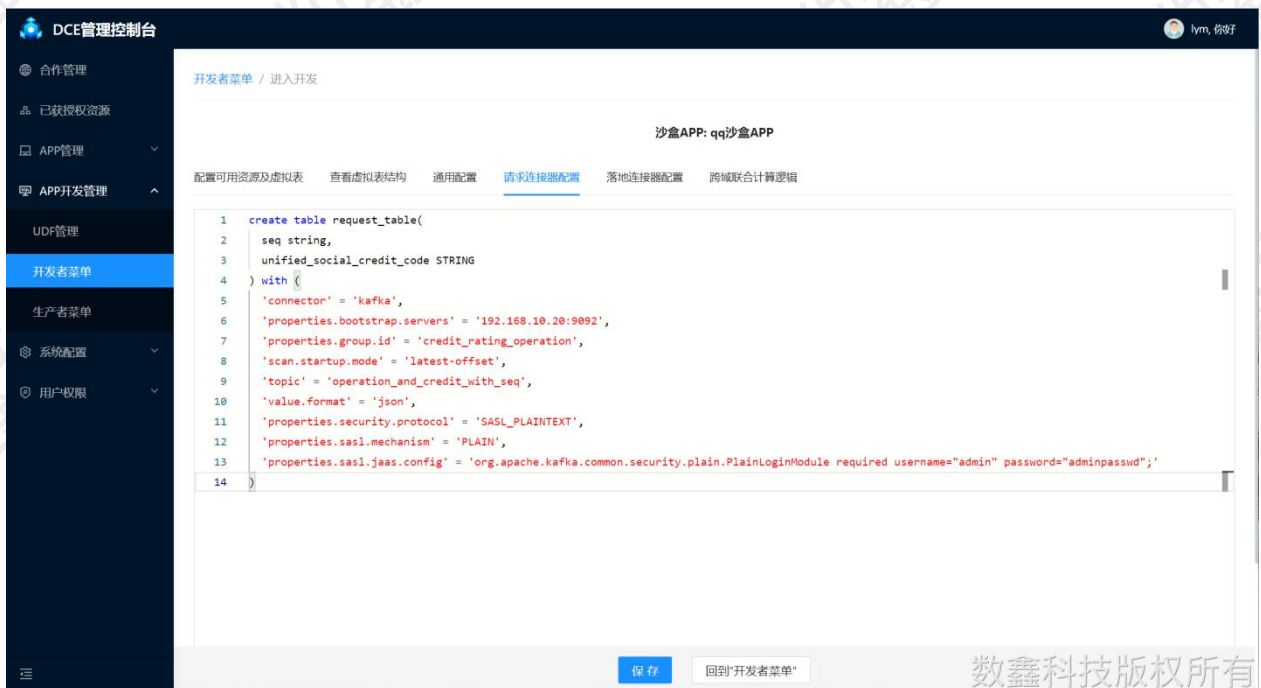 DCE管理控制台
lym, 你好
合作管理
已获授权资源
APP管理
APP开发管理
UDF管理
开发者菜单
生产者菜单
系统配置
用户权限
开发者菜单 / 进入开发
沙盒APP: qq沙盒APP
配置可用资源及虚拟表 查看虚拟表结构 通用配置 请求连接器配置 落地连接器配置 跨域联合计算逻辑
1 create table request_table(
2 seq string,
3 unified_social_credit_code STRING
4 ) with (
5 'connector' = 'kafka',
6 'properties.bootstrap.servers' = '192.168.10.20:9092',
7 'properties.group.id' = 'credit_rating_operation',
8 'scan.startup.mode' = 'latest-offset',
9 'topic' = 'operation_and_credit_with_seq',
10 'value.format' = 'json',
11 'properties.security.protocol' = 'SASL_PLAINTEXT',
12 'properties.sasl.mechanism' = 'PLAIN',
13 'properties.sasl.jaas.config' = 'org.apache.kafka.common.security.plain.PlainLoginModule required username="admin" password="adminpasswd";'
14 )
保 存 回到"开发者菜单"
数鑫科技版权所有